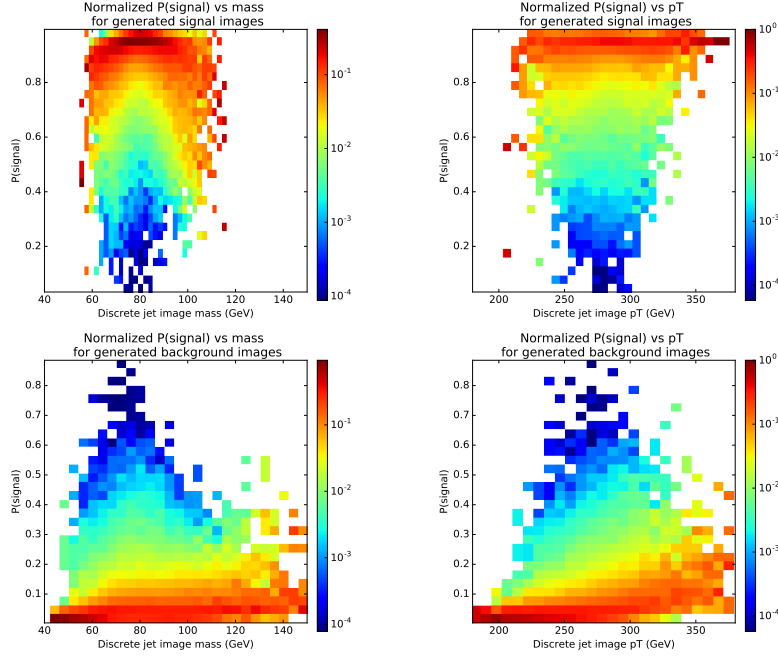 Normalized P(signal) vs mass
for generated signal images
P(signal)
0.8
0.6
0.4
0.2
40 60 80 100 120 140
Discrete jet image mass (GeV)
10^-1
10^-2
10^-3
10^-4
Normalized P(signal) vs pT
for generated signal images
P(signal)
0.8
0.6
0.4
0.2
200 250 300 350
Discrete jet image pT (GeV)
10^0
10^-1
10^-2
10^-3
10^-4
Normalized P(signal) vs mass
for generated background images
P(signal)
0.8
0.7
0.6
0.5
0.4
0.3
0.2
0.1
40 60 80 100 120 140
Discrete jet image mass (GeV)
10^-1
10^-2
10^-3
10^-4
Normalized P(signal) vs pT
for generated background images
P(signal)
0.8
0.7
0.6
0.5
0.4
0.3
0.2
0.1
200 250 300 350
Discrete jet image pT (GeV)
10^0
10^-1
10^-2
10^-3
10^-4